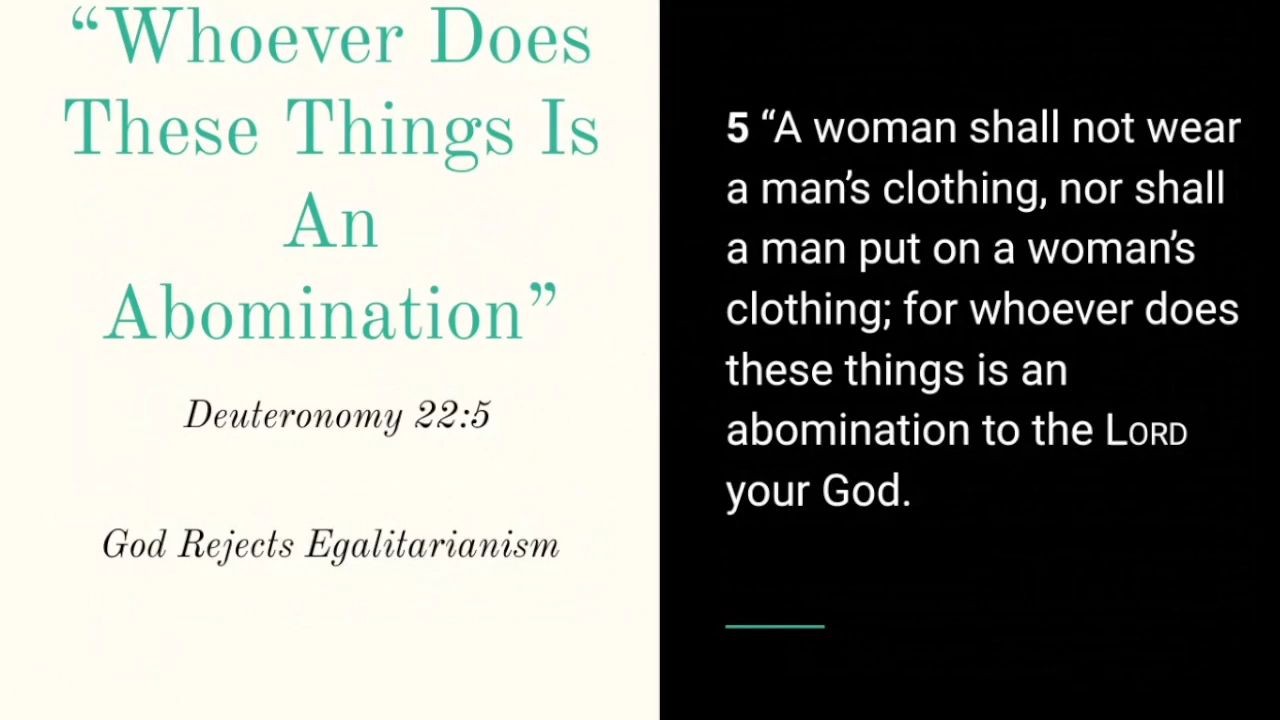 “Whoever Does
These Things Is
An
Abomination”
Deuteronomy 22:5
God Rejects Egalitarianism
5 “A woman shall not wear
a man’s clothing, nor shall
a man put on a woman’s
clothing; for whoever does
these things is an
abomination to the LORD
your God.